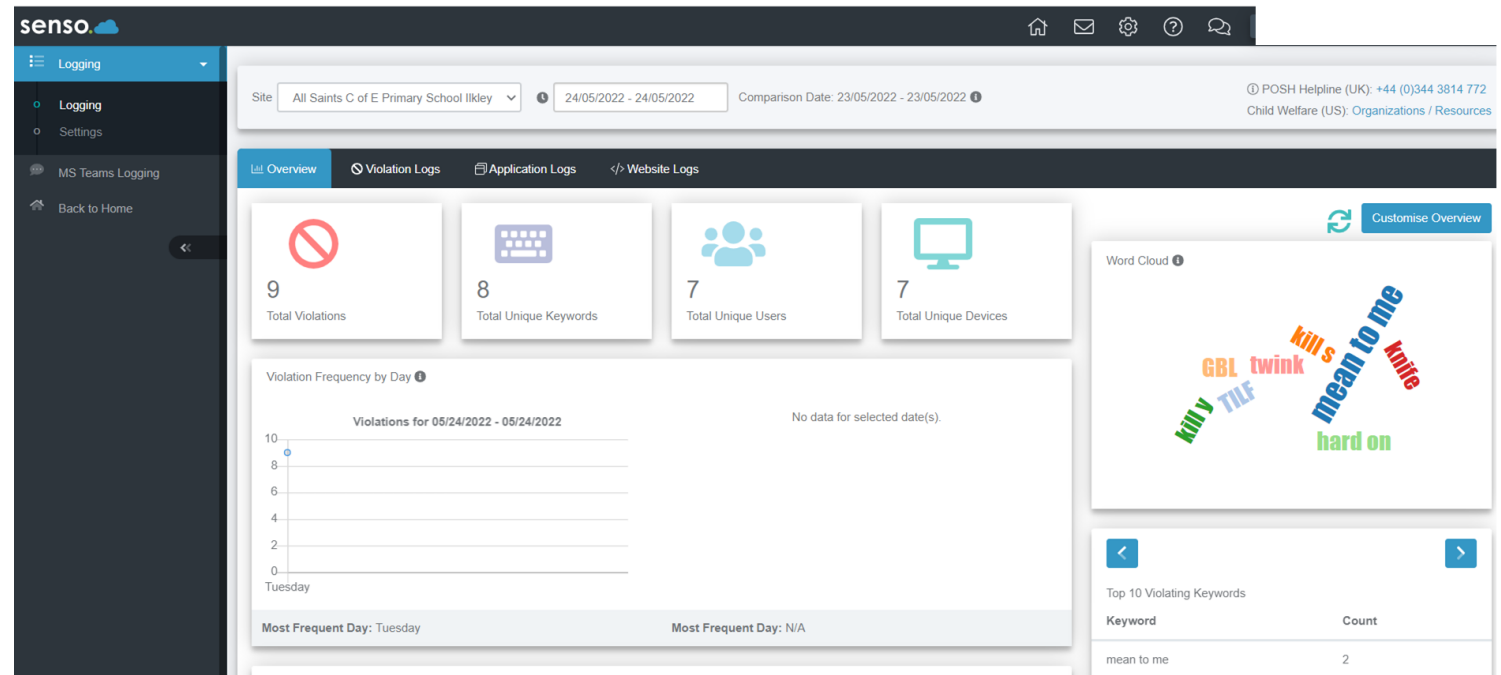 senso.
Logging
Logging
Settings
MS Teams Logging
Back to Home
Site All Saints C of E Primary School Ilkley 24/05/2022 - 24/05/2022 Comparison Date: 23/05/2022 - 23/05/2022
POSH Helpline (UK): +44 (0)344 3814 772
Child Welfare (US): Organizations / Resources
Overview Violation Logs Application Logs </> Website Logs
Customise Overview
9
Total Violations
8
Total Unique Keywords
7
Total Unique Users
7
Total Unique Devices
Violation Frequency by Day
Violations for 05/24/2022 - 05/24/2022
10
8
6
4
2
0
Tuesday
No data for selected date(s).
Most Frequent Day: Tuesday
Most Frequent Day: N/A
Word Cloud
mean to me
kill s
knife
GBL
twink
TILF
kill y
hard on
Top 10 Violating Keywords
Keyword Count
mean to me 2